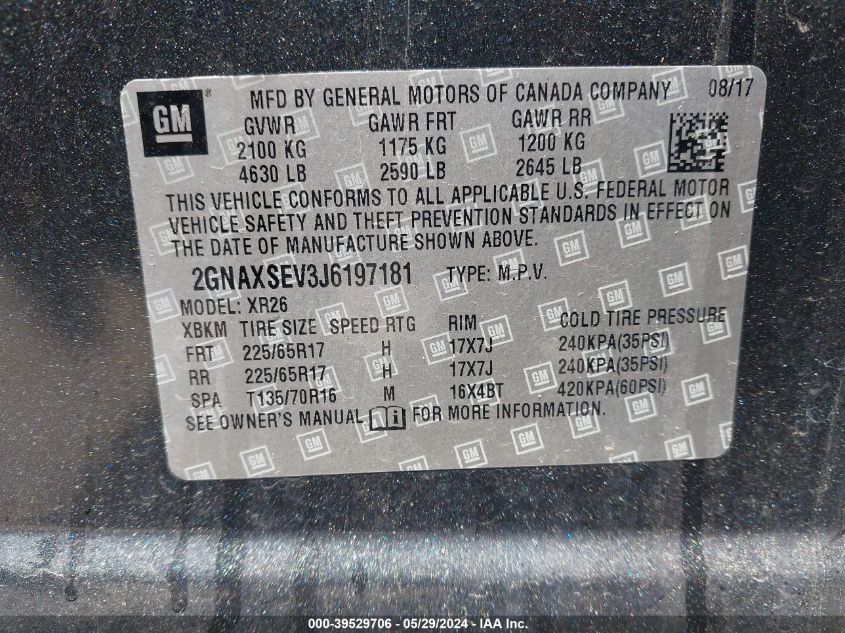 GM ® MFD BY GENERAL MOTORS OF CANADA COMPANY 08/17
GVWR GAWR FRT GAWR RR
2100 KG 1175 KG 1200 KG
4630 LB 2590 LB 2645 LB
THIS VEHICLE CONFORMS TO ALL APPLICABLE U.S. FEDERAL MOTOR
VEHICLE SAFETY AND THEFT PREVENTION STANDARDS IN EFFECT ON
THE DATE OF MANUFACTURE SHOWN ABOVE.
2GNAXSEV3J6197181 TYPE: M.P.V.
MODEL: XR26
XBKM TIRE SIZE SPEED RTG RIM COLD TIRE PRESSURE
FRT 225/65R17 H 17X7J 240KPA(35PSI)
RR 225/65R17 H 17X7J 240KPA(35PSI)
SPA T135/70R16 M 16X4BT 420KPA(60PSI)
SEE OWNER'S MANUAL i FOR MORE INFORMATION.
000-39529706 - 05/29/2024 - IAAI.com